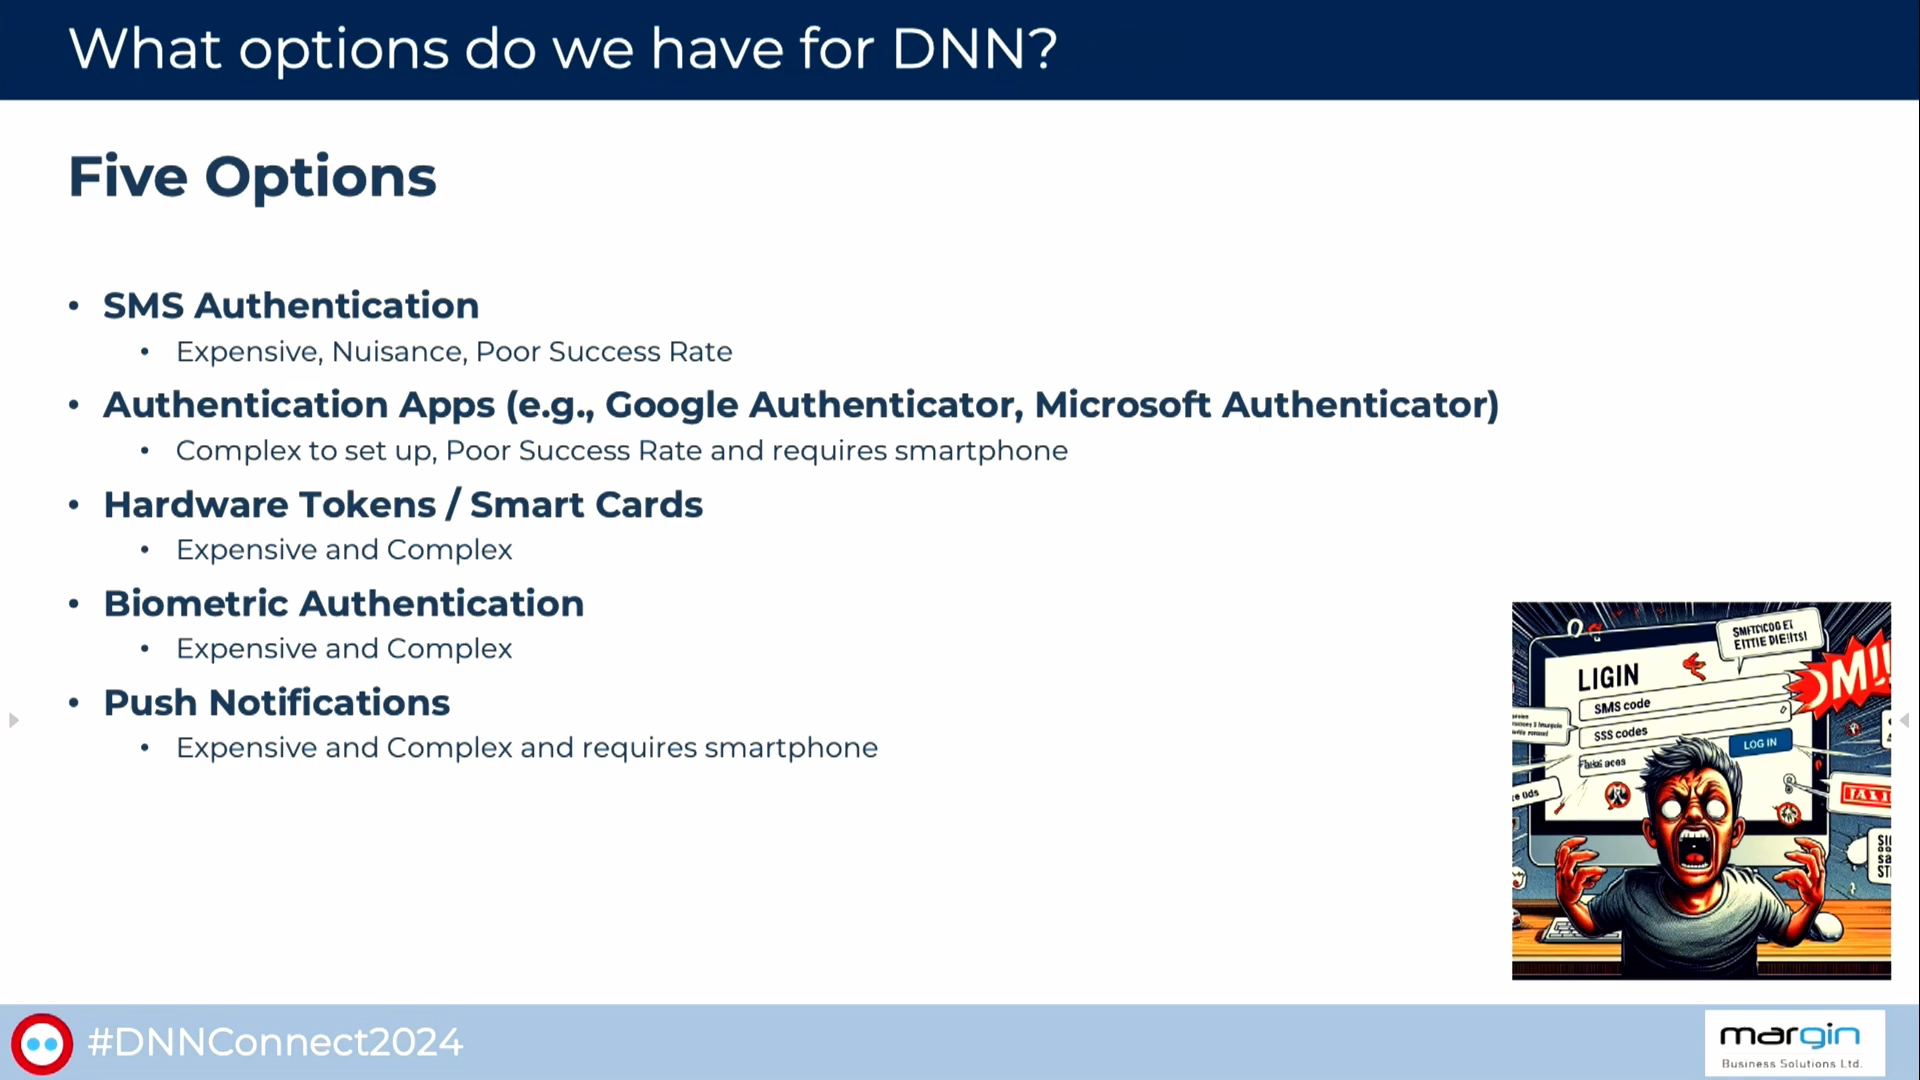 What options do we have for DNN?
Five Options
• SMS Authentication
• Expensive, Nuisance, Poor Success Rate
• Authentication Apps (e.g., Google Authenticator, Microsoft Authenticator)
• Complex to set up, Poor Success Rate and requires smartphone
• Hardware Tokens / Smart Cards
• Expensive and Complex
• Biometric Authentication
• Expensive and Complex
• Push Notifications
• Expensive and Complex and requires smartphone
LIGIN
SMS code
SSS codes
LOG IN
#DNNConnect2024
margin
Business Solutions Ltd.